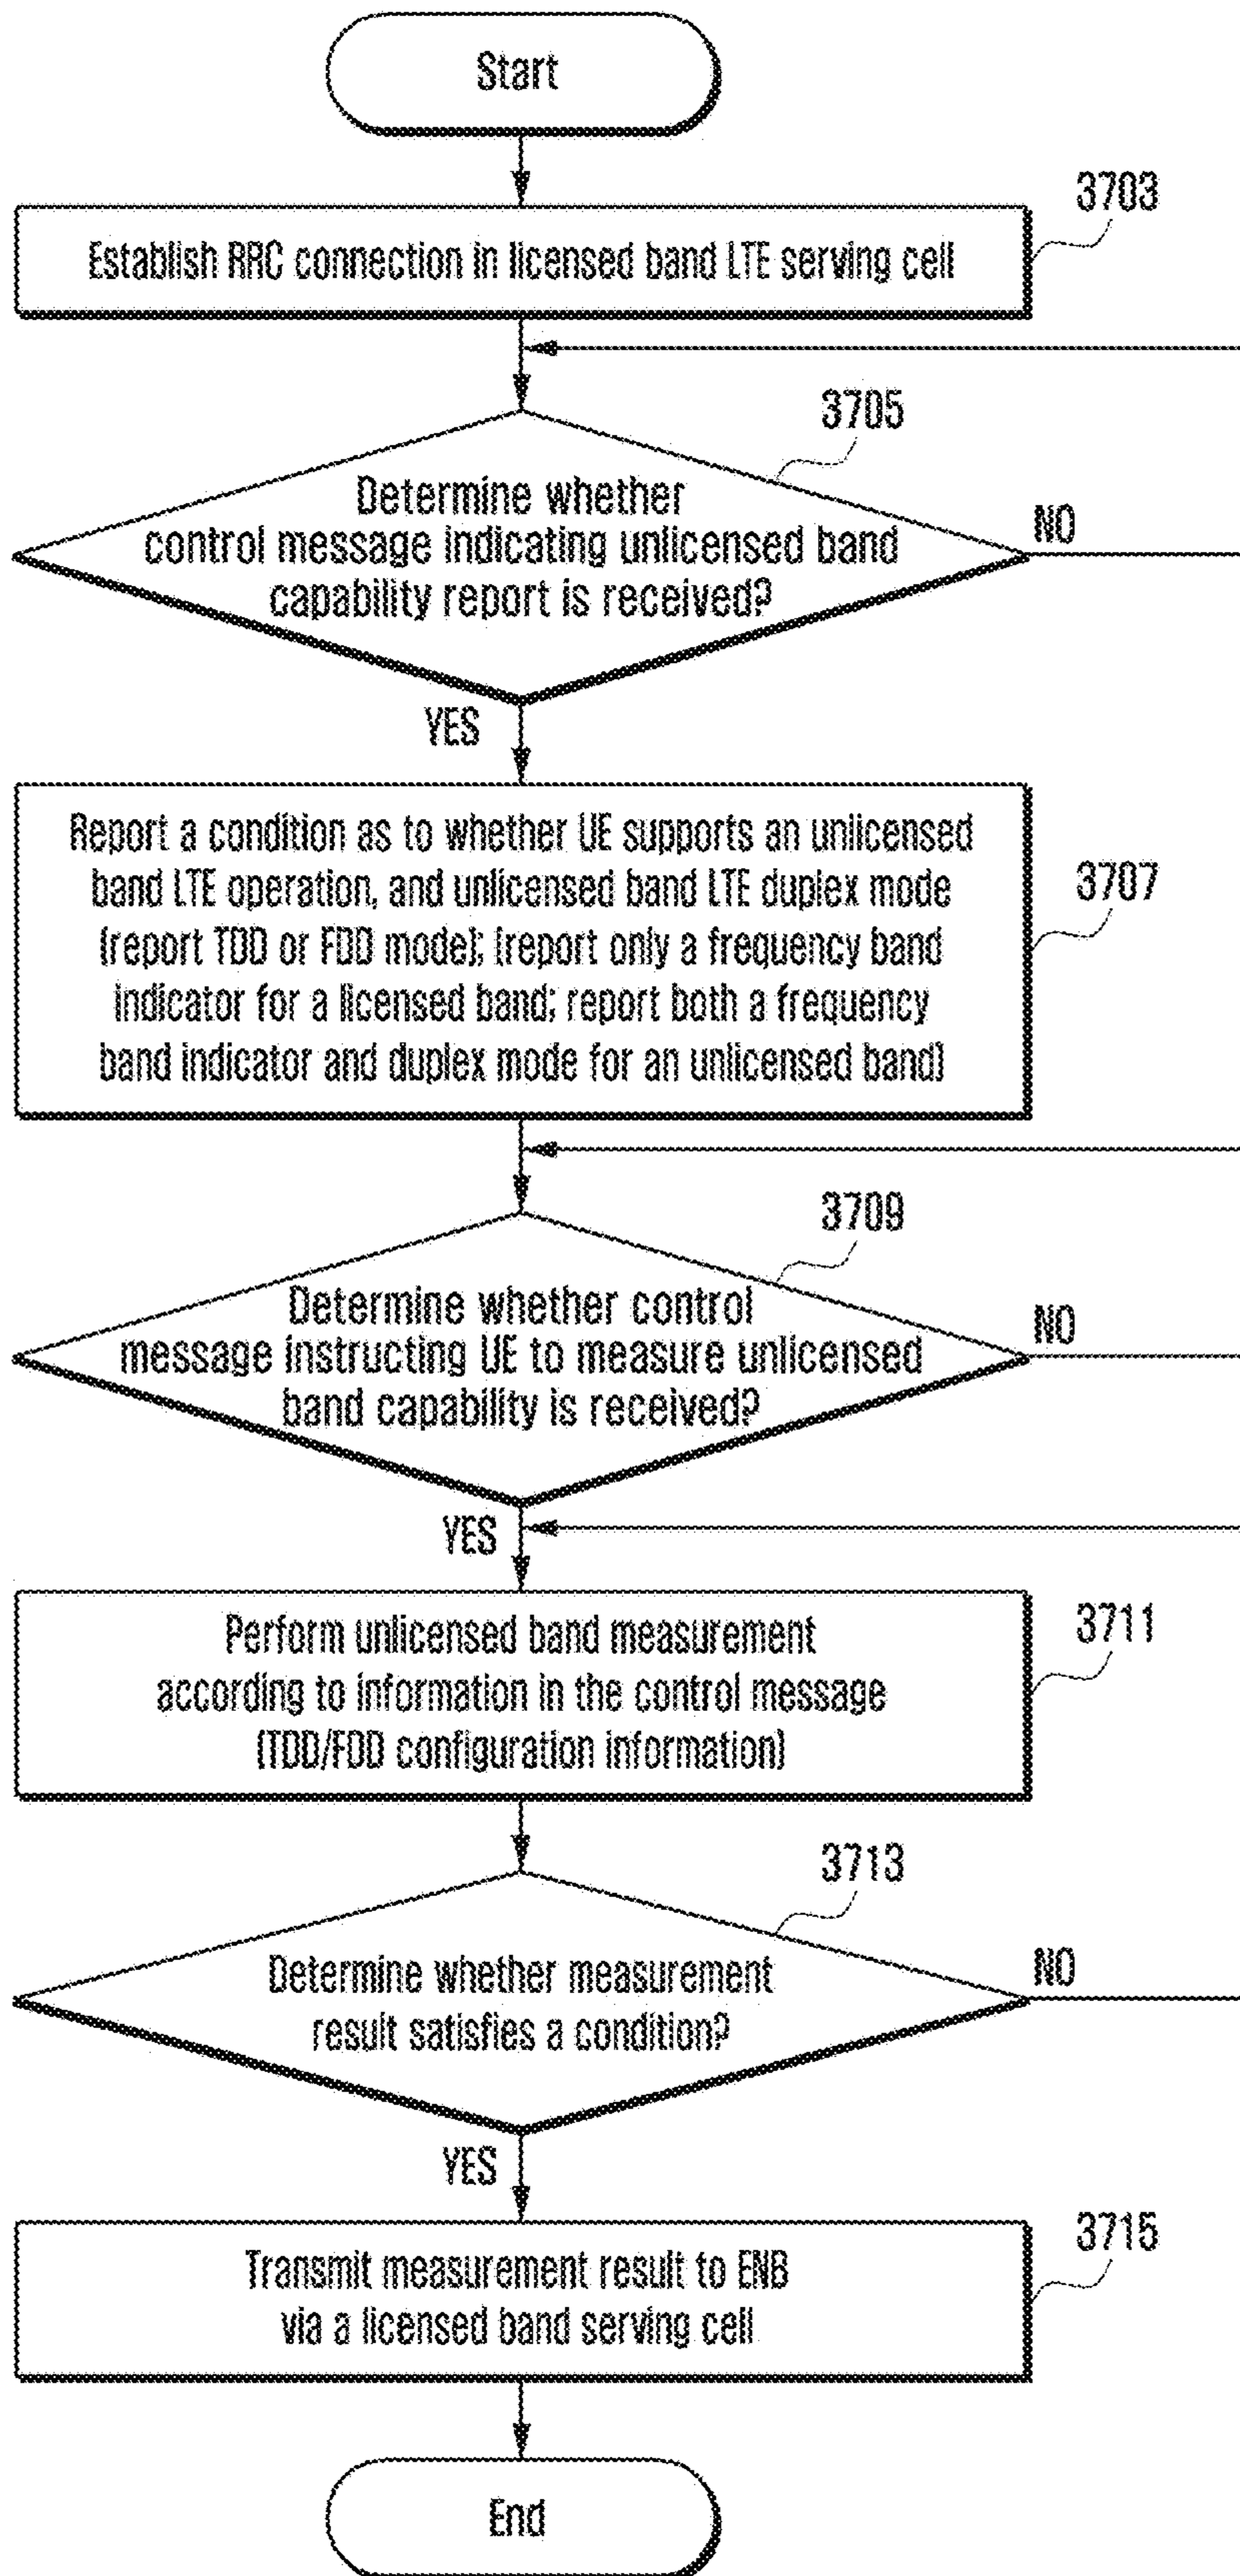 Start
3703
Establish RRC connection in licensed band LTE serving cell
3705
Determine whether
control message indicating unlicensed band
capability report is received?
NO
YES
Report a condition as to whether UE supports an unlicensed
band LTE operation, and unlicensed band LTE duplex mode
(report TDD or FDD mode); (report only a frequency band
indicator for a licensed band; report both a frequency
band indicator and duplex mode for an unlicensed band)
3707
3709
Determine whether control
message instructing UE to measure unlicensed
band capability is received?
NO
YES
3711
Perform unlicensed band measurement
according to information in the control message
(TDD/FDD configuration information)
3713
Determine whether measurement
result satisfies a condition?
NO
YES
3715
Transmit measurement result to ENB
via a licensed band serving cell
End